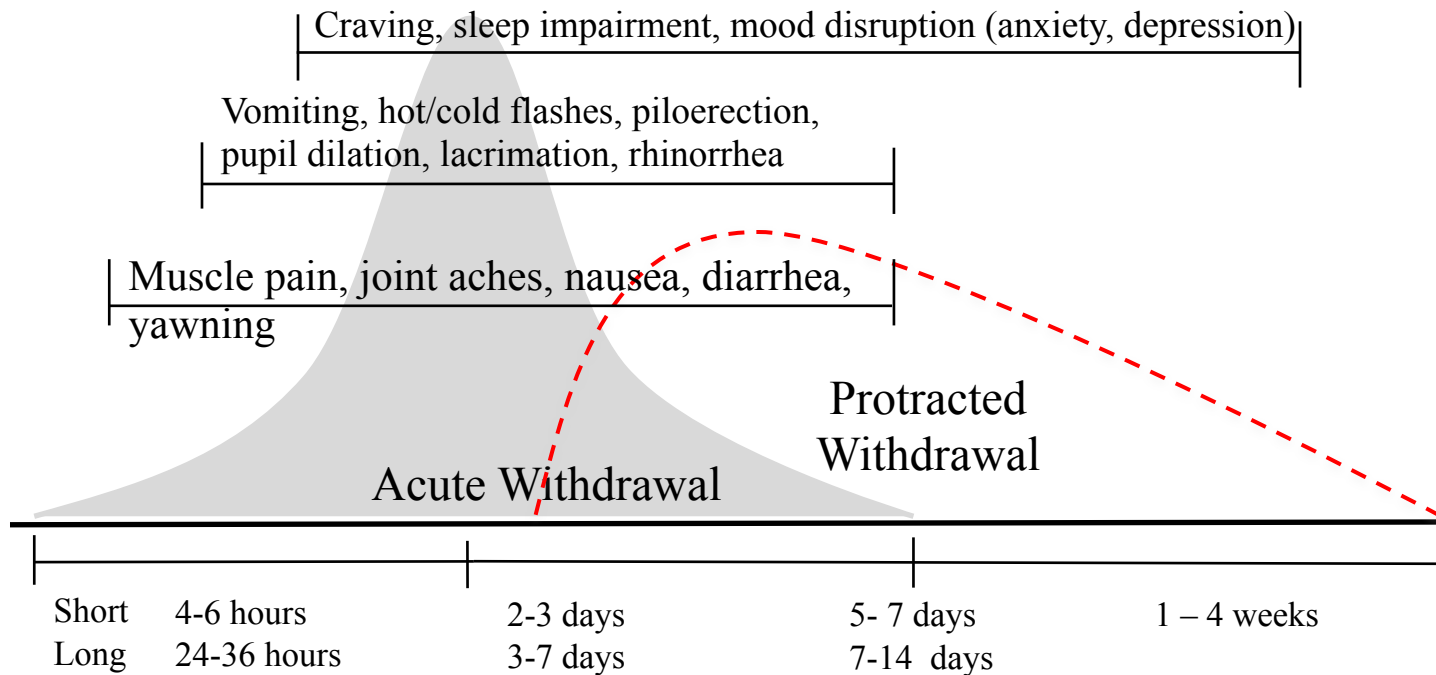 Craving, sleep impairment, mood disruption (anxiety, depression)
Vomiting, hot/cold flashes, piloerection,
pupil dilation, lacrimation, rhinorrhea
Muscle pain, joint aches, nausea, diarrhea,
yawning
Protracted
Withdrawal
Acute Withdrawal
Short 4-6 hours 2-3 days 5- 7 days 1 – 4 weeks
Long 24-36 hours 3-7 days 7-14 days